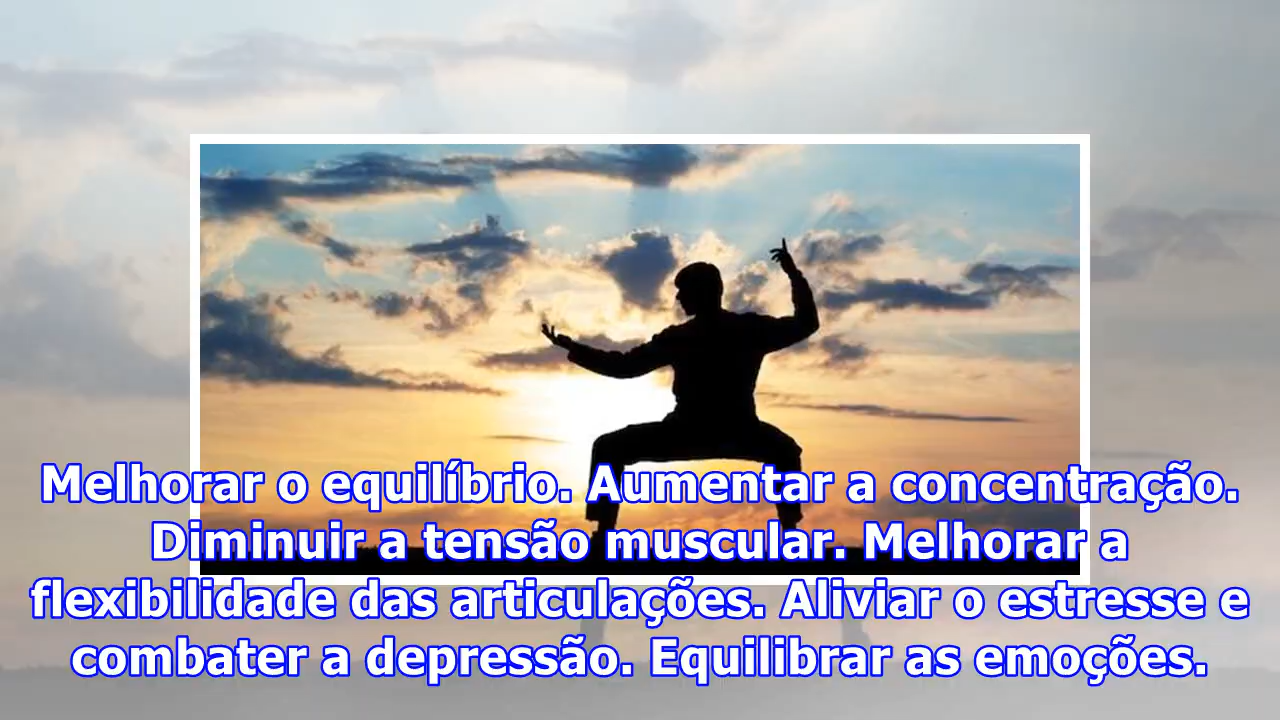 Melhorar o equilíbrio. Aumentar a concentração.
Diminuir a tensão muscular. Melhorar a
flexibilidade das articulações. Aliviar o estresse e
combater a depressão. Equilibrar as emoções.